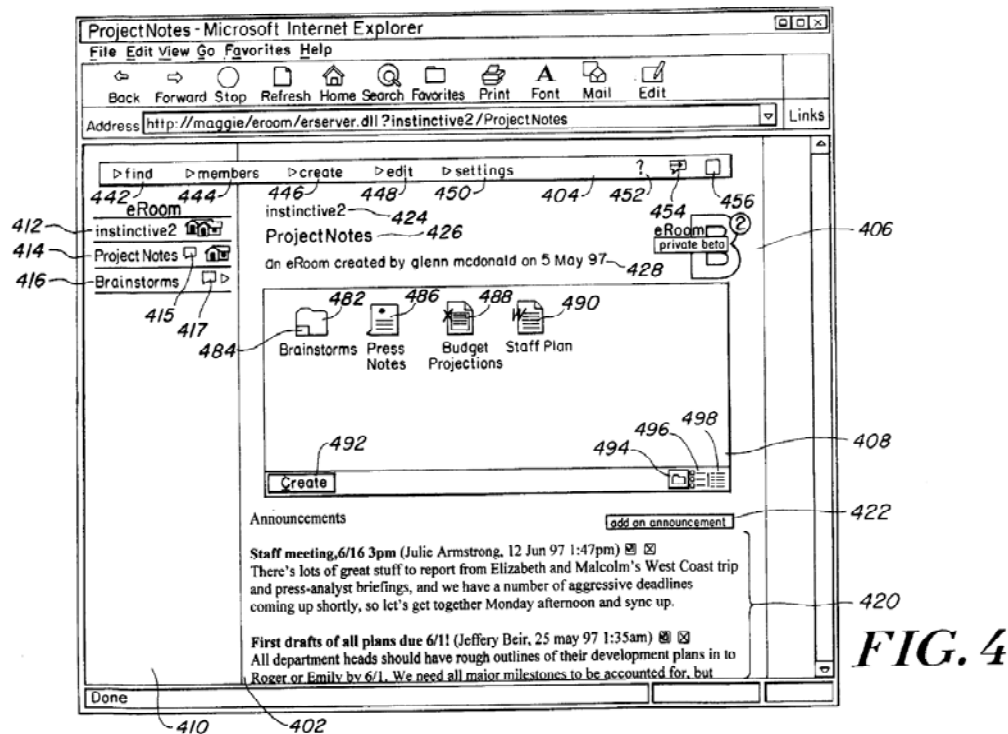 ProjectNotes - Microsoft Internet Explorer
File Edit View Go Favorites Help
Back Forward Stop Refresh Home Search Favorites Print Font Mail Edit
Address http://maggie/eroom/erserver.dll?instinctive2/ProjectNotes Links
find members create edit settings ?
442 444 446 448 450 404 452 454 456
eRoom
412 instinctive2
instinctive2 424
eRoom 2
406
414 ProjectNotes
ProjectNotes 426
private beta
B
416 Brainstorms
an eRoom created by glenn mcdonald on 5 May 97 428
415 417
482 486 488 490
484
Brainstorms Press Notes Budget Projections Staff Plan
W
X
492 494 496 498 408
Create
Announcements add an announcement 422
Staff meeting,6/16 3pm (Julie Armstrong, 12 Jun 97 1:47pm)
There's lots of great stuff to report from Elizabeth and Malcolm's West Coast trip
and press-analyst briefings, and we have a number of aggressive deadlines
coming up shortly, so let's get together Monday afternoon and sync up.
420
First drafts of all plans due 6/1! (Jeffery Beir, 25 may 97 1:35am)
All department heads should have rough outlines of their development plans in to
Roger or Emily by 6/1. We need all major milestones to be accounted for, but
Done
410 402
FIG. 4